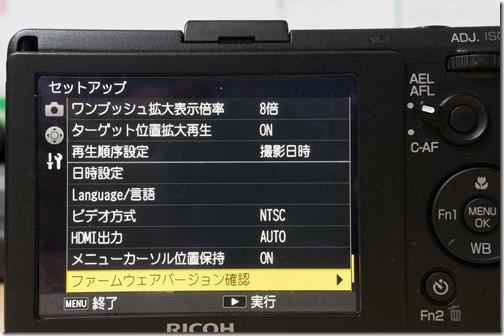 ADJ. ISO
セットアップ
ワンプッシュ拡大表示倍率 8倍
ターゲット位置拡大再生 ON
再生順序設定 撮影日時
日時設定
Language/言語
ビデオ方式 NTSC
HDMI出力 AUTO
メニューカーソル位置保持 ON
ファームウェアバージョン確認
MENU 終了 実行
RICOH
AEL
AFL
C-AF
Fn1
MENU
OK
WB
Fn2